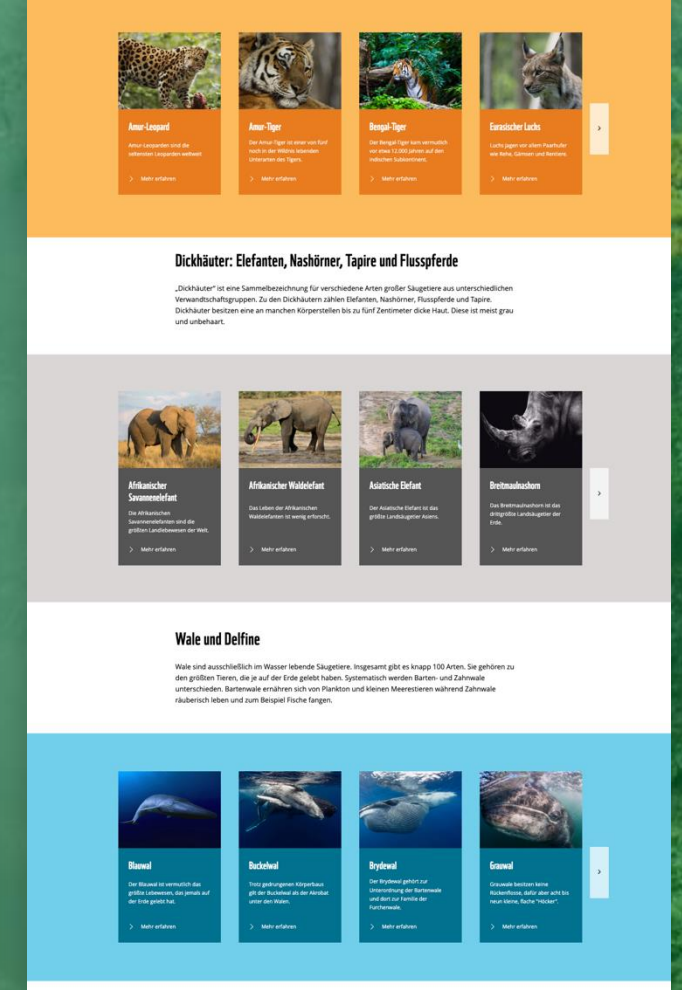 Amur-Leopard
Amur-Leoparden sind die
seltensten Leoparden weltweit
Mehr erfahren
Amur-Tiger
Der Amur-Tiger ist einer von fünf
noch in der Wildnis lebenden
Unterarten des Tigers.
Mehr erfahren
Bengal-Tiger
Der Bengal-Tiger kam vermutlich
vor etwa 12.000 Jahren auf den
indischen Subkontinent.
Mehr erfahren
Eurasischer Luchs
Luchs jagen vor allem Paarhufer
wie Rehe, Gämsen und Rentiere.
Mehr erfahren
Dickhäuter: Elefanten, Nashörner, Tapire und Flusspferde
„Dickhäuter“ ist eine Sammelbezeichnung für verschiedene Arten großer Säugetiere aus unterschiedlichen
Verwandtschaftsgruppen. Zu den Dickhäutern zählen Elefanten, Nashörner, Flusspferde und Tapire.
Dickhäuter besitzen eine an manchen Körperstellen bis zu fünf Zentimeter dicke Haut. Diese ist meist grau
und unbehaart.
Afrikanischer
Savannenelefant
Die Afrikanischen
Savannenelefanten sind die
größten Landlebewesen der Welt.
Mehr erfahren
Afrikanischer Waldelefant
Das Leben der Afrikanischen
Waldelefanten ist wenig erforscht.
Mehr erfahren
Asiatische Elefant
Der Asiatische Elefant ist das
größte Landsäugetier Asiens.
Mehr erfahren
Breitmaulnashorn
Das Breitmaulnashorn ist das
drittgrößte Landsäugetier der
Erde.
Mehr erfahren
Wale und Delfine
Wale sind ausschließlich im Wasser lebende Säugetiere. Insgesamt gibt es knapp 100 Arten. Sie gehören zu
den größten Tieren, die je auf der Erde gelebt haben. Systematisch werden Barten- und Zahnwale
unterschieden. Bartenwale ernähren sich von Plankton und kleinen Meerestieren während Zahnwale
räuberisch leben und zum Beispiel Fische fangen.
Blauwal
Der Blauwal ist vermutlich das
größte Lebewesen, das jemals auf
der Erde gelebt hat.
Mehr erfahren
Buckelwal
Trotz gedrungenen Körperbaus
gilt der Buckelwal als der Akrobat
unter den Walen.
Mehr erfahren
Brydewal
Der Brydewal gehört zur
Unterordnung der Bartenwale
und dort zur Familie der
Furchenwale.
Mehr erfahren
Grauwal
Grauwale besitzen keine
Rückenflosse, dafür aber acht bis
neun kleine, flache "Höcker".
Mehr erfahren